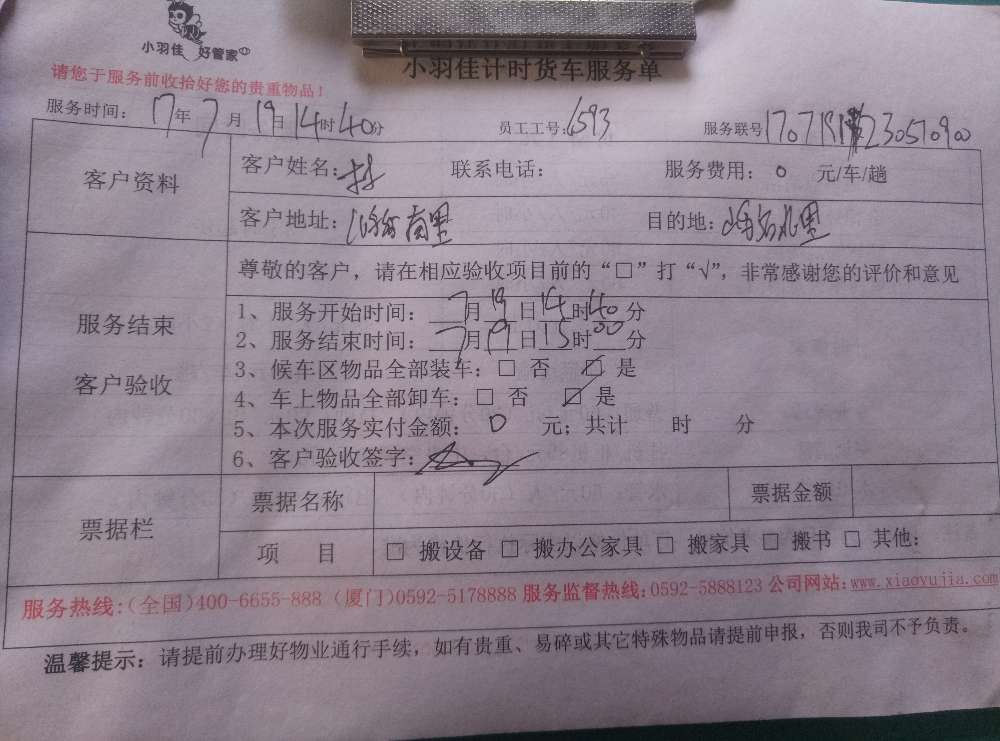 小羽佳 好管家
小羽佳计时货车服务单
请您于服务前收拾好您的贵重物品！
服务时间： 17年 7月 19日 14时 40分 员工工号：6593 服务联号
客户资料
客户姓名： 联系电话： 服务费用：0 元/车/趟
客户地址： 南里 目的地： 北里
服务结束
客户验收
尊敬的客户，请在相应验收项目前的“□”打“√”，非常感谢您的评价和意见
1、服务开始时间： 7月19日14时40分
2、服务结束时间： 7月19日15时00分
3、候车区物品全部装车：□ 否 ☑ 是
4、车上物品全部卸车：□ 否 ☑ 是
5、本次服务实付金额： 0 元；共计 时 分
6、客户验收签字：
票据栏
票据名称 票据金额
项 目 □ 搬设备 □ 搬办公家具 □ 搬家具 □ 搬书 □ 其他：
服务热线：(全国)400-6655-888 (厦门)0592-5178888 服务监督热线：0592-5888123 公司网站：www.xiaoyujia.com
温馨提示：请提前办理好物业通行手续，如有贵重、易碎或其它特殊物品请提前申报，否则我司不予负责。